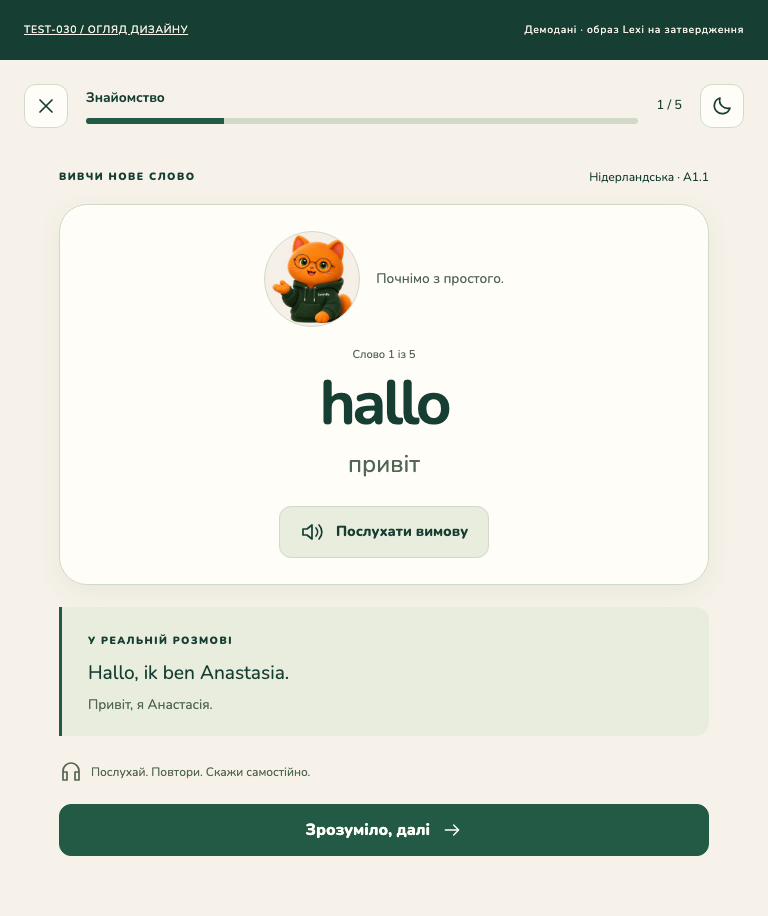 TEST-030 / ОГЛЯД ДИЗАЙНУ
Демодані · образ Lexi на затвердження
Знайомство
1 / 5
ВИВЧИ НОВЕ СЛОВО
Нідерландська · A1.1
Почнімо з простого.
Слово 1 із 5
hallo
привіт
Послухати вимову
У РЕАЛЬНІЙ РОЗМОВІ
Hallo, ik ben Anastasia.
Привіт, я Анастасія.
Послухай. Повтори. Скажи самостійно.
Зрозуміло, далі